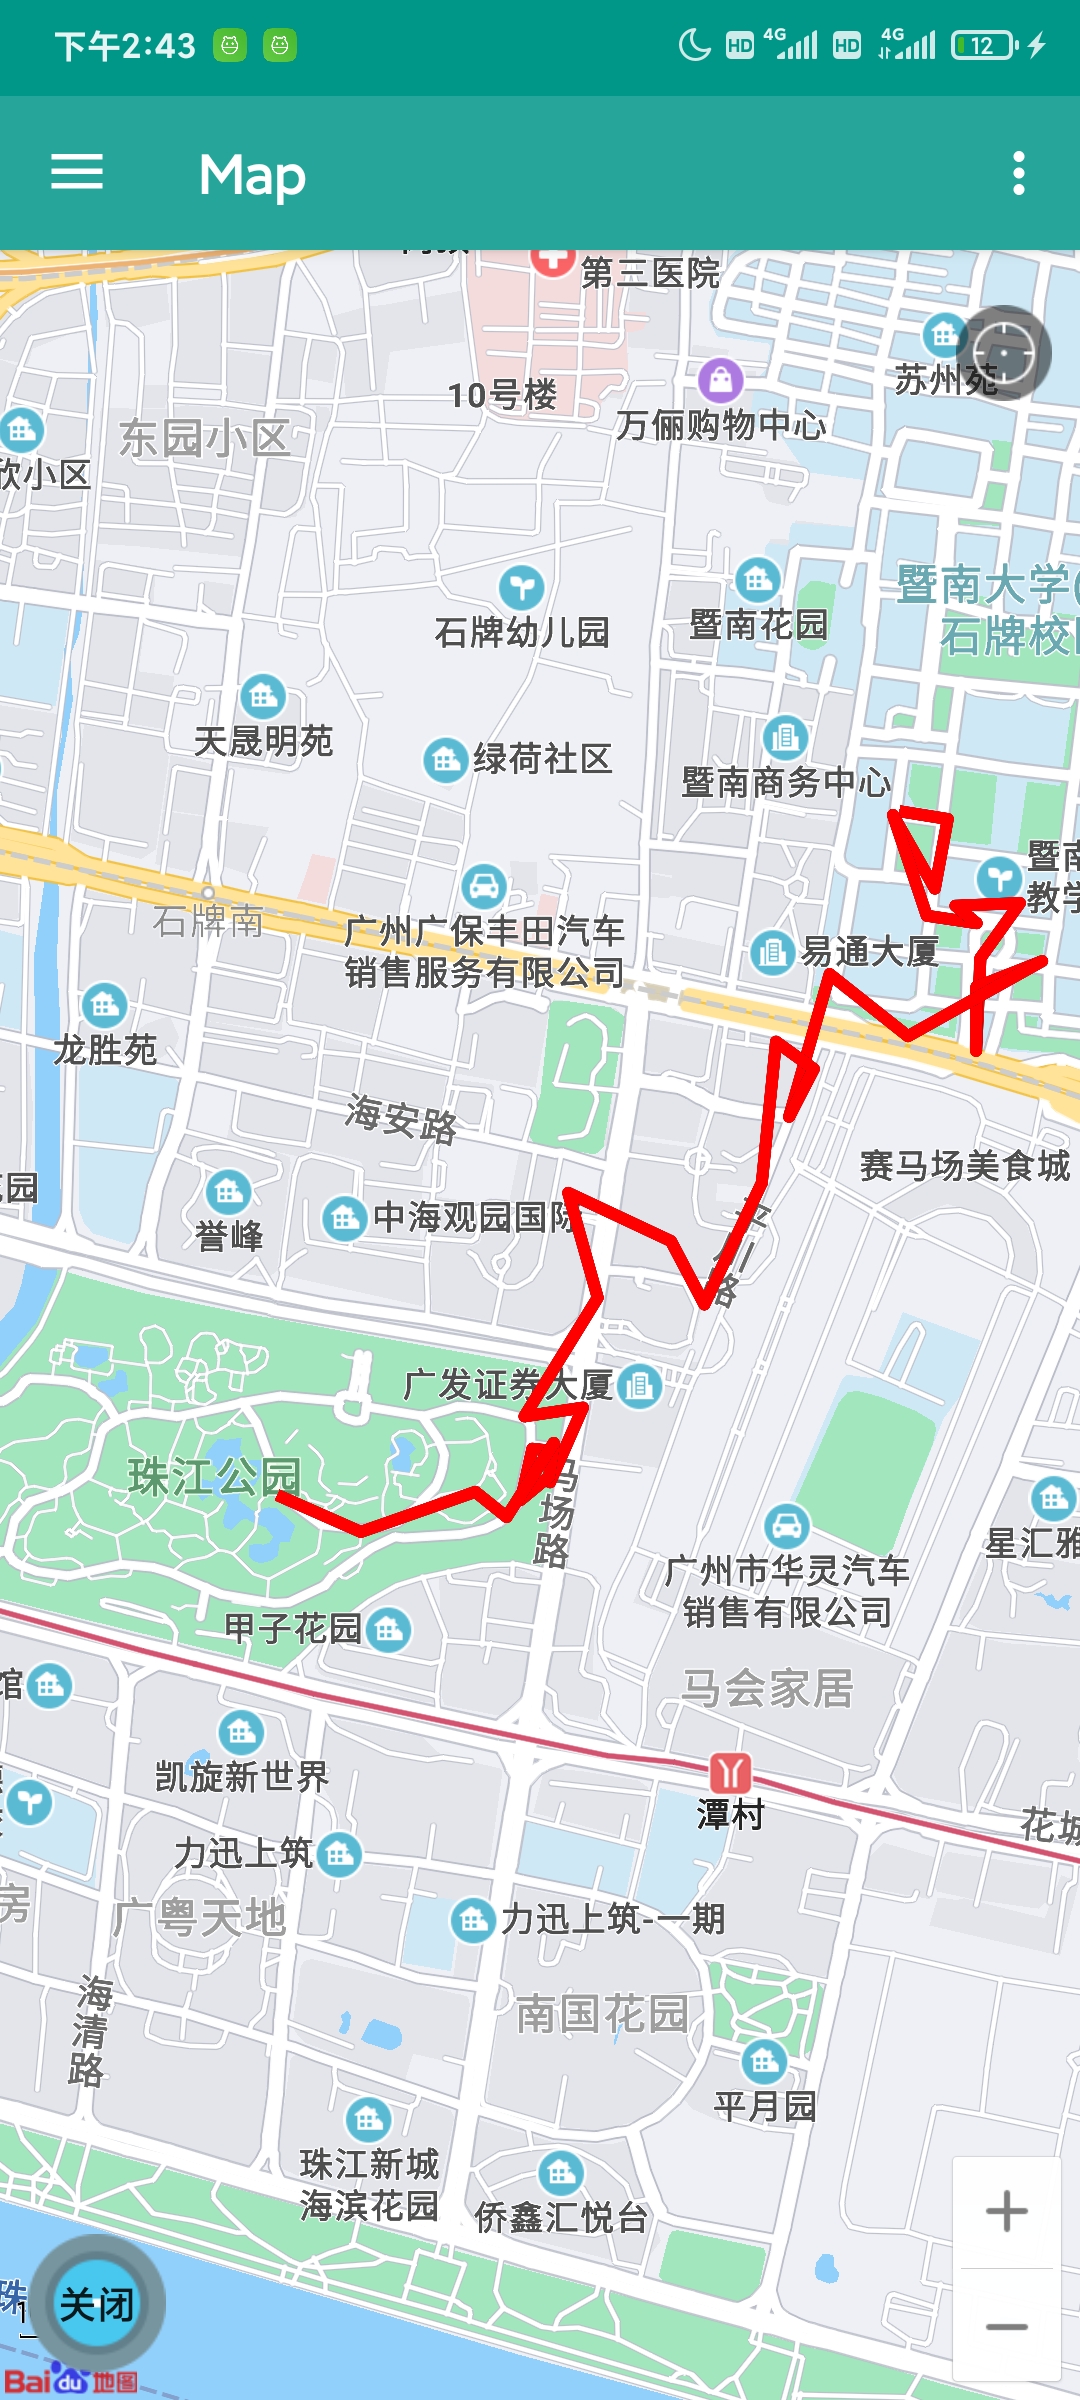 下午2:43
HD 4G HD 4G 12
Map
第三医院
苏州苑
10号楼
万俪购物中心
东园小区
欣小区
暨南大学(
石牌校区
石牌幼儿园
暨南花园
天晟明苑
绿荷社区
暨南商务中心
暨南
教学
石牌南
广州广保丰田汽车
销售服务有限公司
易通大厦
龙胜苑
海安路
赛马场美食城
花园
誉峰
中海观园国际
路
广发证券大厦
珠江公园
马场路
星汇雅
广州市华灵汽车
销售有限公司
甲子花园
馆
马会家居
凯旋新世界
潭村
花城
力迅上筑
房
广粤天地
力迅上筑-一期
海清路
南国花园
平月园
珠江新城
海滨花园
侨鑫汇悦台
珠
关闭
Bai du 地图